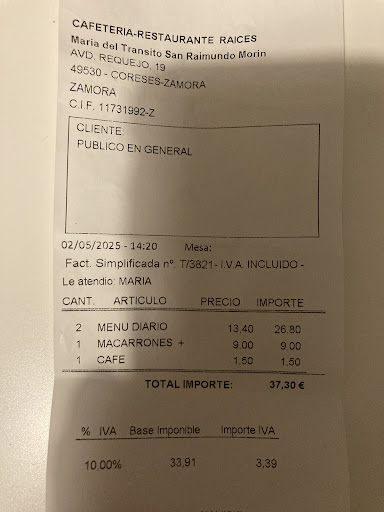 CAFETERIA-RESTAURANTE RAICES
Maria del Transito San Raimundo Morin
AVD. REQUEJO, 19
49530 - CORESES-ZAMORA
ZAMORA
C.I.F. 11731992-Z
CLIENTE:
PUBLICO EN GENERAL
02/05/2025 - 14:20 Mesa:
Fact. Simplificada nº. T/3821- I.V.A. INCLUIDO -
Le atendio: MARIA
CANT. ARTICULO PRECIO IMPORTE
2 MENU DIARIO 13,40 26,80
1 MACARRONES + 9,00 9,00
1 CAFE 1,50 1,50
TOTAL IMPORTE: 37,30 €
% IVA Base Imponible Importe IVA
10,00% 33,91 3,39